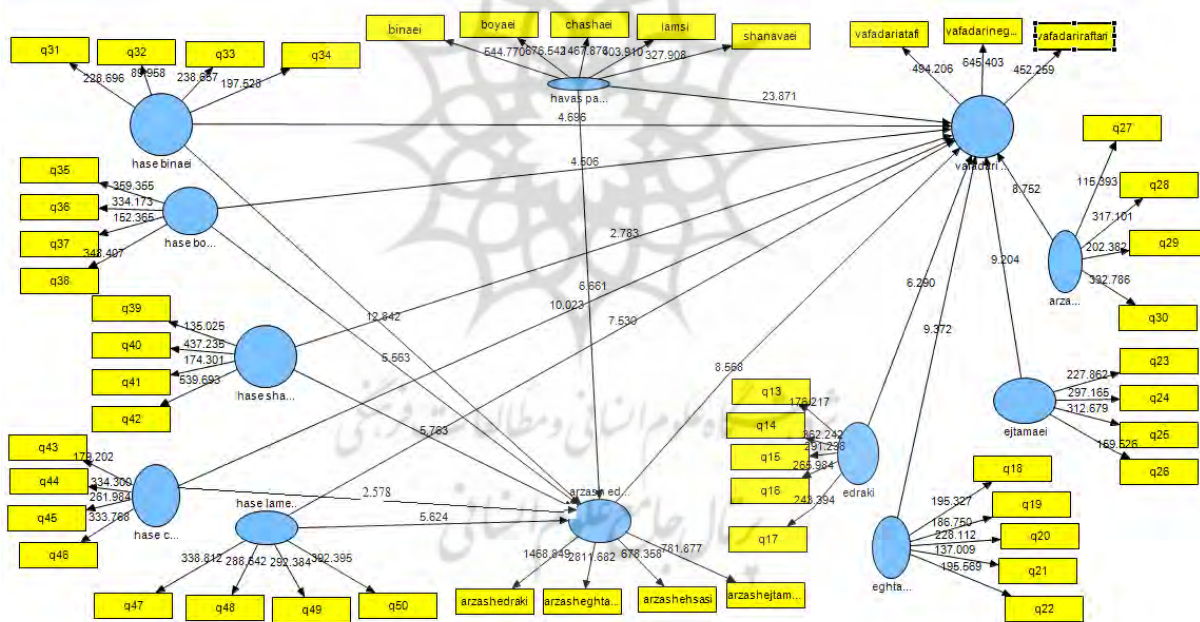 binaei
boyaei
chashaei
lamsi
shanavaei
544.770
676.542
1467.876
403.910
327.908
havas pa...
vafadariatafi
vafadarineg...
vafadariraftari
494.206
645.403
452.259
vafadari ...
q31
q32
q33
q34
228.696
89.958
238.657
197.528
hase binaei
23.871
4.696
4.606
q35
q36
q37
q38
359.355
334.173
152.365
348.407
hase bo...
q27
q28
q29
q30
115.393
317.101
202.382
332.786
arza...
8.752
2.783
6.661
10.023
7.530
12.842
5.563
6.290
9.204
9.372
8.568
q39
q40
q41
q42
135.025
437.235
174.301
539.693
hase sha...
5.763
q23
q24
q25
q26
227.862
297.165
312.679
169.526
ejtamaei
q13
q14
q15
q16
q17
178.217
362.242
291.236
265.984
243.394
edraki
q43
q44
q45
q46
179.202
334.300
261.984
333.768
hase c...
2.578
hase lame...
5.624
arzash ed...
q18
q19
q20
q21
q22
195.327
186.750
228.112
137.009
195.569
eghta...
338.812
288.642
292.384
392.395
q47
q48
q49
q50
1468.849
2811.682
678.358
781.877
arzashedraki
arzasheghta...
arzashehsasi
arzashejtam...
پرتال جامع علوم انسانی